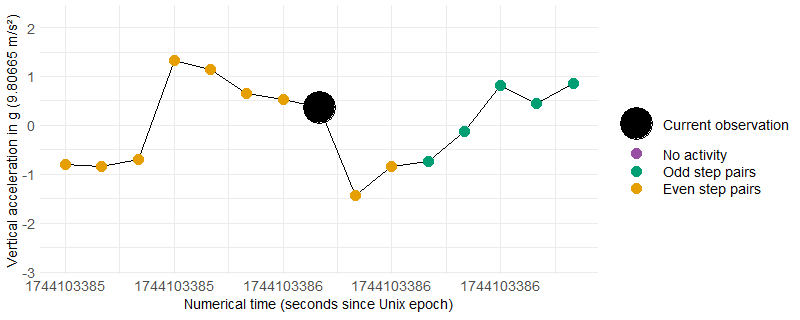 Vertical acceleration in g (9.80665 m/s²)
2
1
0
-1
-2
-3
1744103385 1744103385 1744103386 1744103386 1744103386
Numerical time (seconds since Unix epoch)
Current observation
No activity
Odd step pairs
Even step pairs